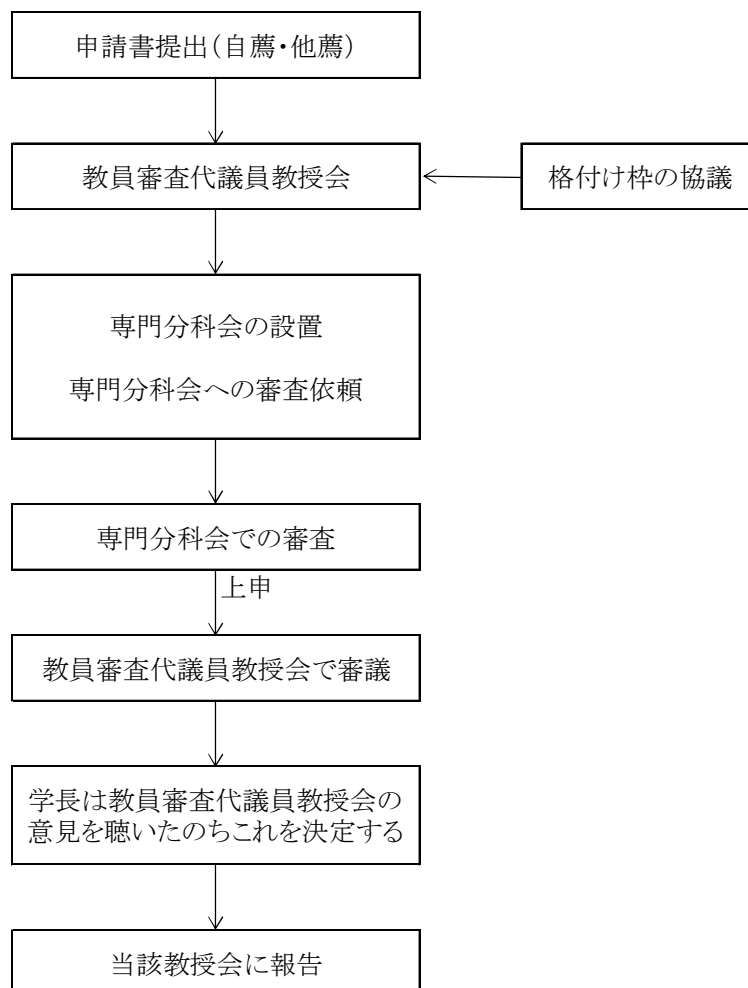 申請書提出(自薦・他薦)
教員審査代議員教授会
格付け枠の協議
専門分科会の設置
専門分科会への審査依頼
専門分科会での審査
上申
教員審査代議員教授会で審議
学長は教員審査代議員教授会の
意見を聴いたのちこれを決定する
当該教授会に報告